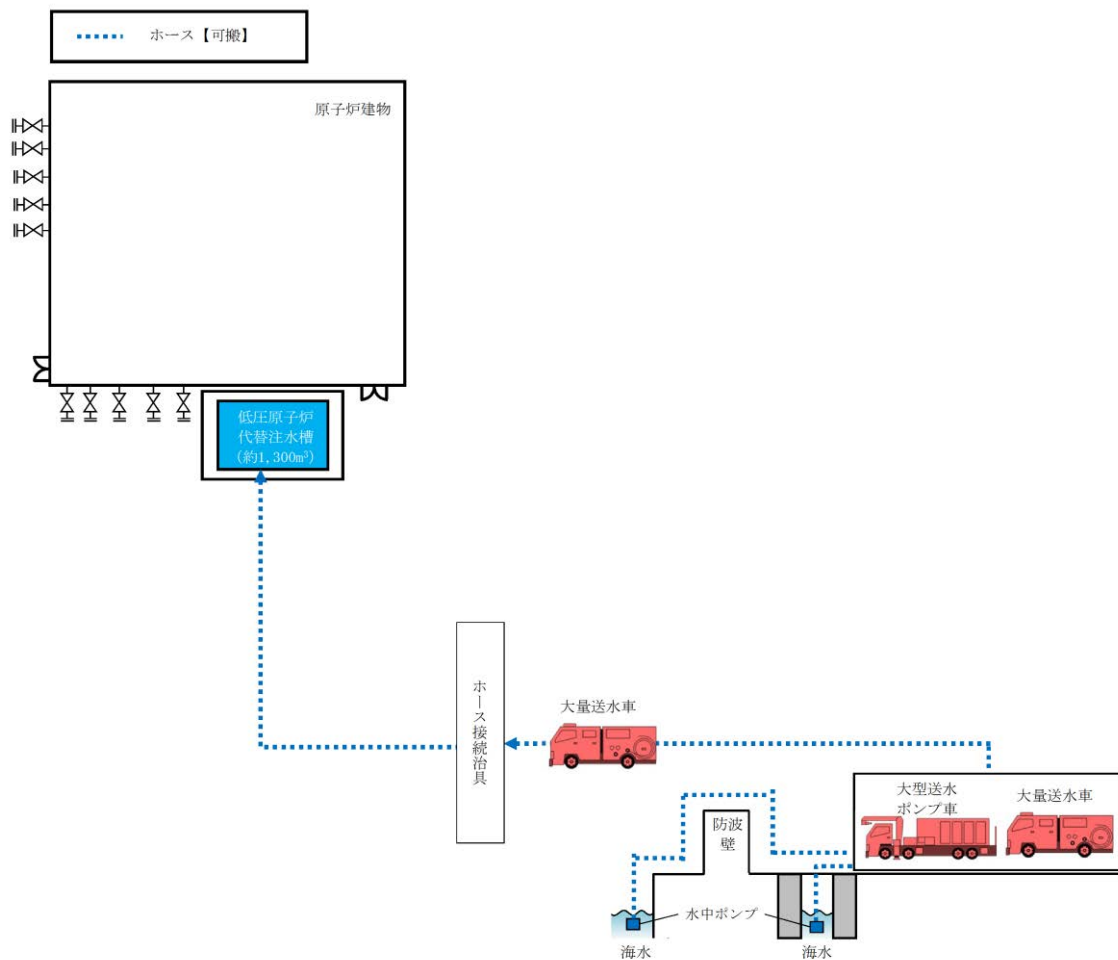 ホース【可搬】
原子炉建物
低圧原子炉
代替注水槽
(約1,300m³)
ホース接続治具
大量送水車
大型送水
ポンプ車
大量送水車
防波
壁
水中ポンプ
海水
海水